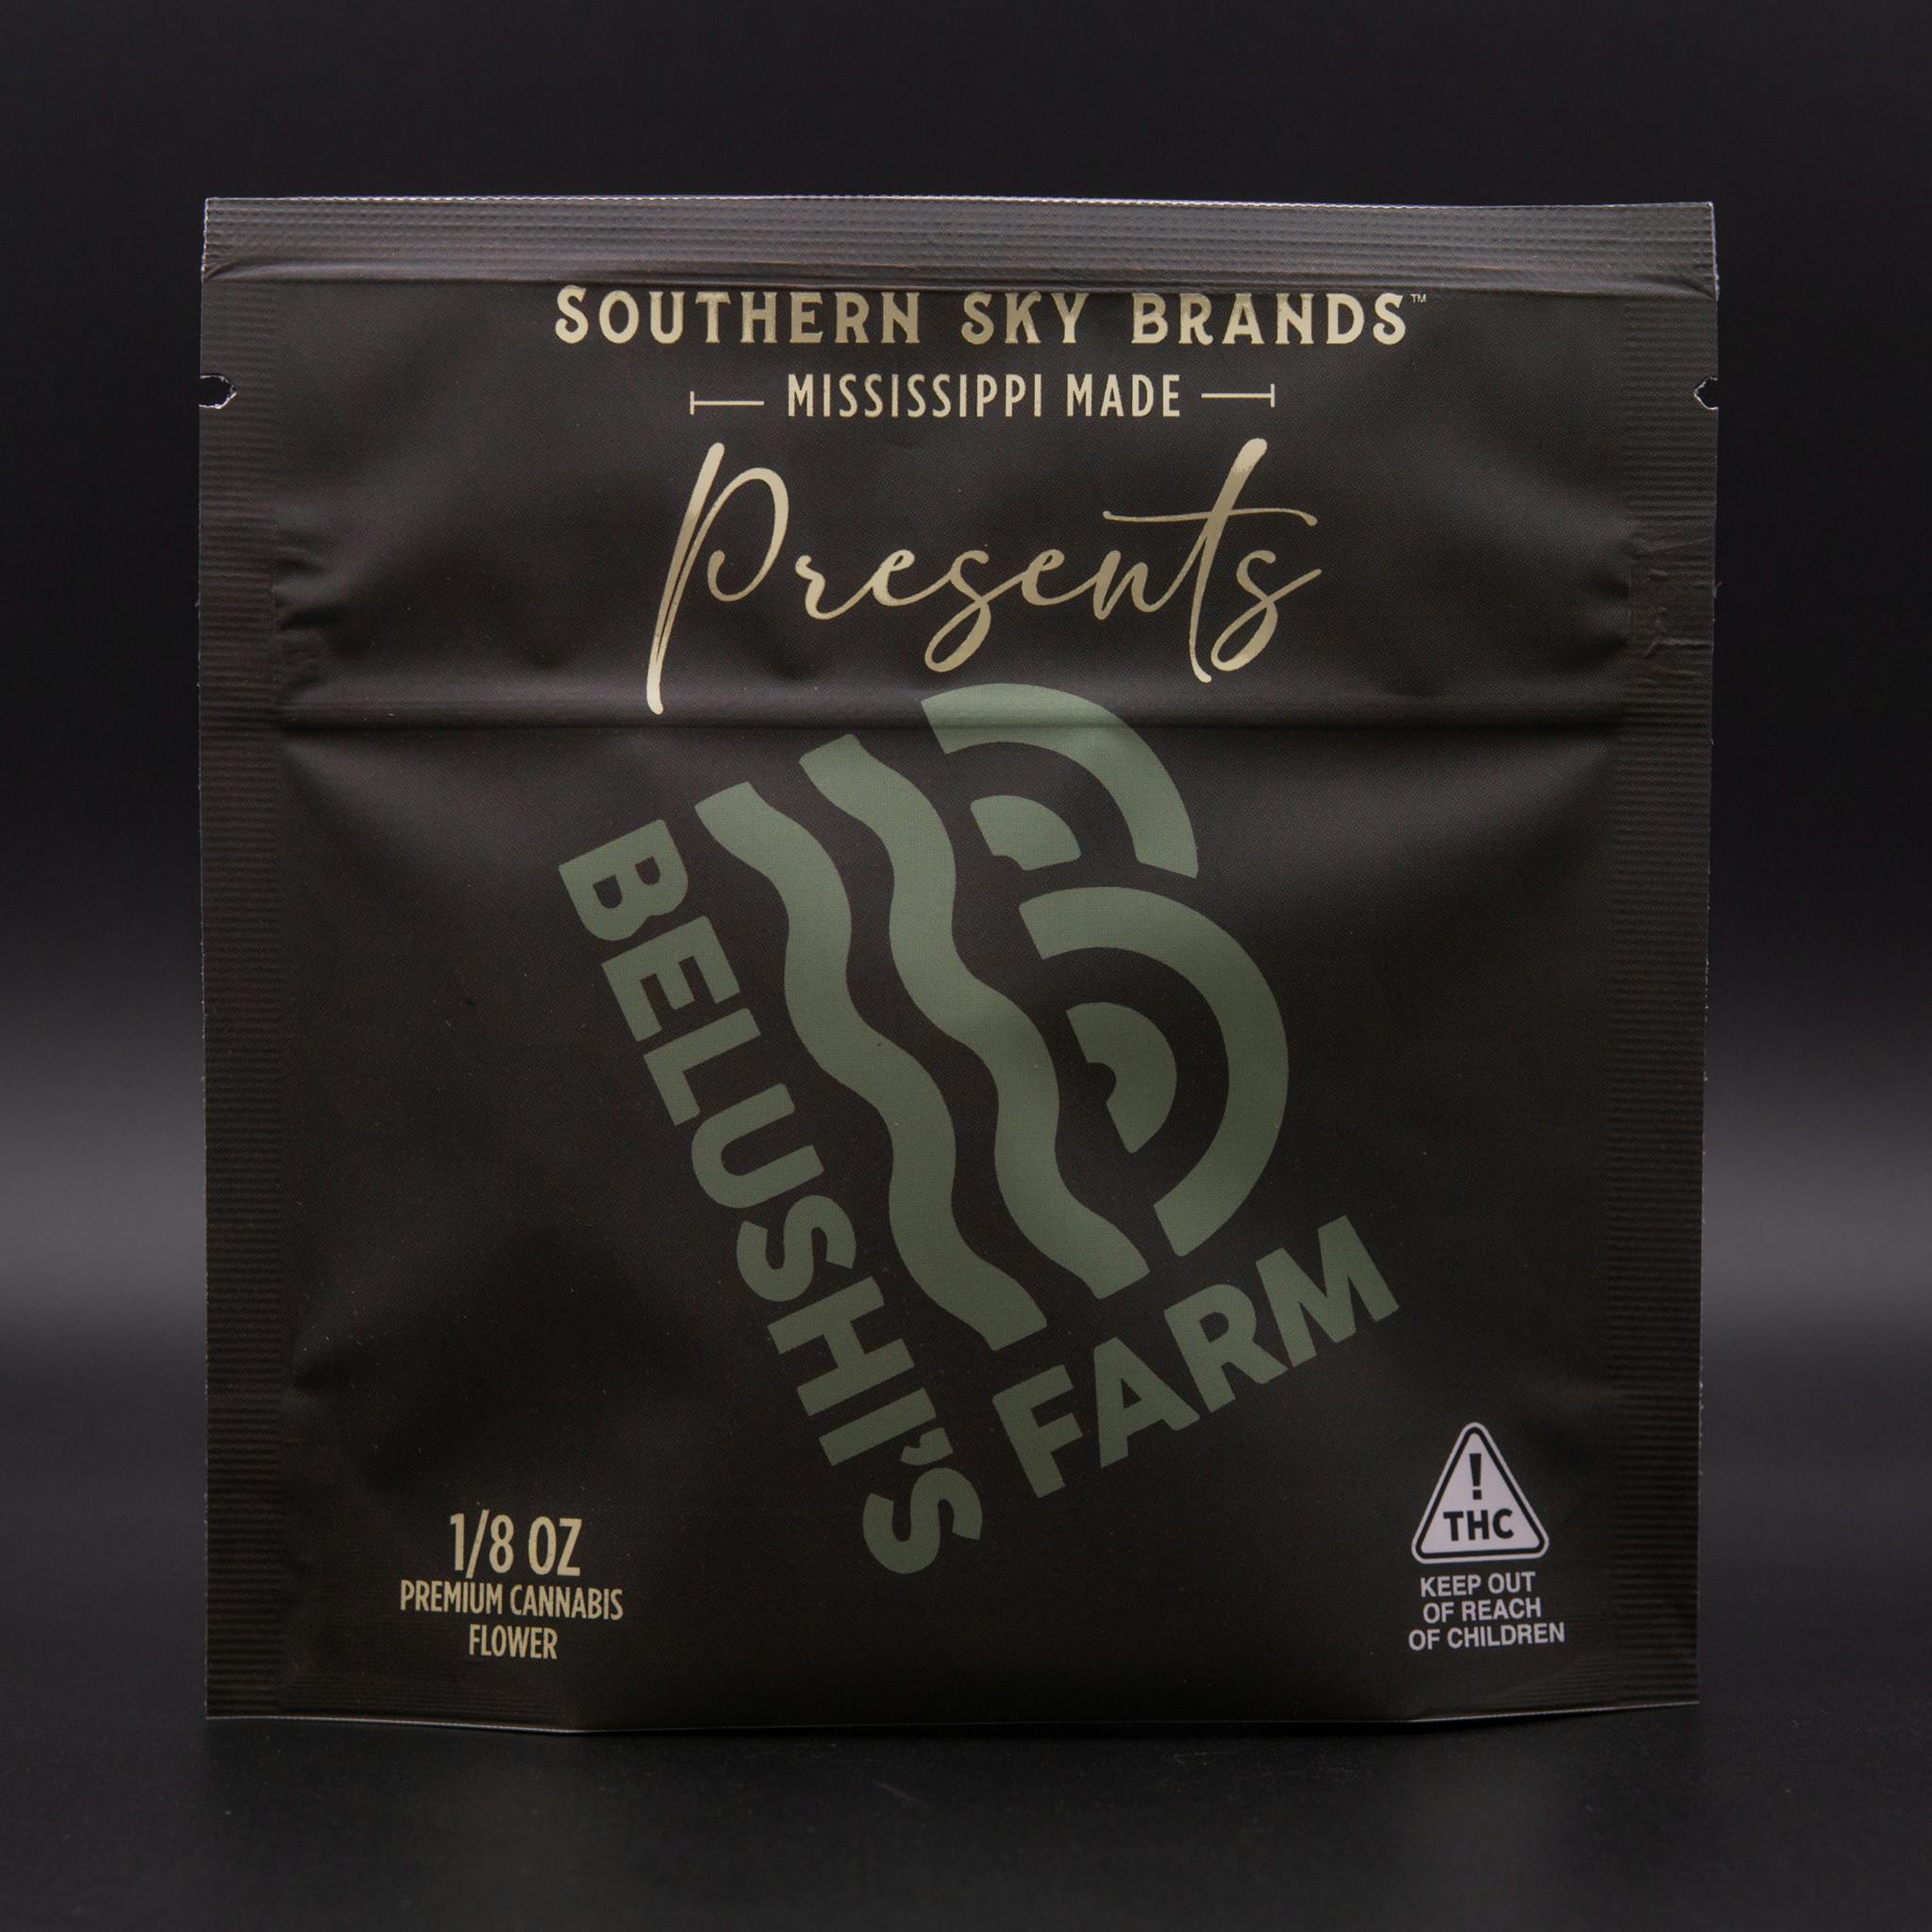 SOUTHERN SKY BRANDS™
MISSISSIPPI MADE
Presents
BELUSHI'S
FARM
1/8 OZ
PREMIUM CANNABIS
FLOWER
!
THC
KEEP OUT
OF REACH
OF CHILDREN